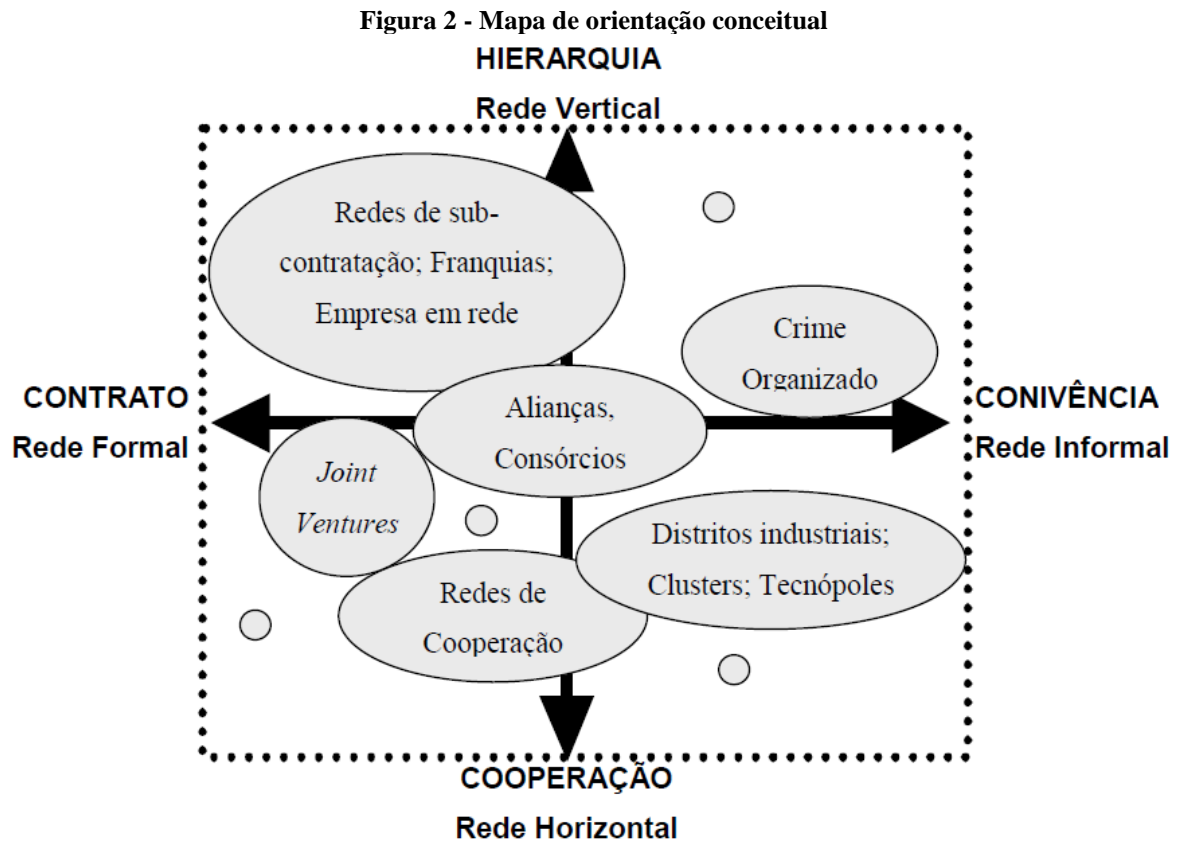 Figura 2 - Mapa de orientação conceitual
HIERARQUIA
Rede Vertical
Redes de sub-
contratação; Franquias;
Empresa em rede
Crime
Organizado
CONTRATO
Rede Formal
Alianças,
Consórcios
CONIVÊNCIA
Rede Informal
Joint
Ventures
Distritos industriais;
Clusters; Tecnópoles
Redes de
Cooperação
COOPERAÇÃO
Rede Horizontal